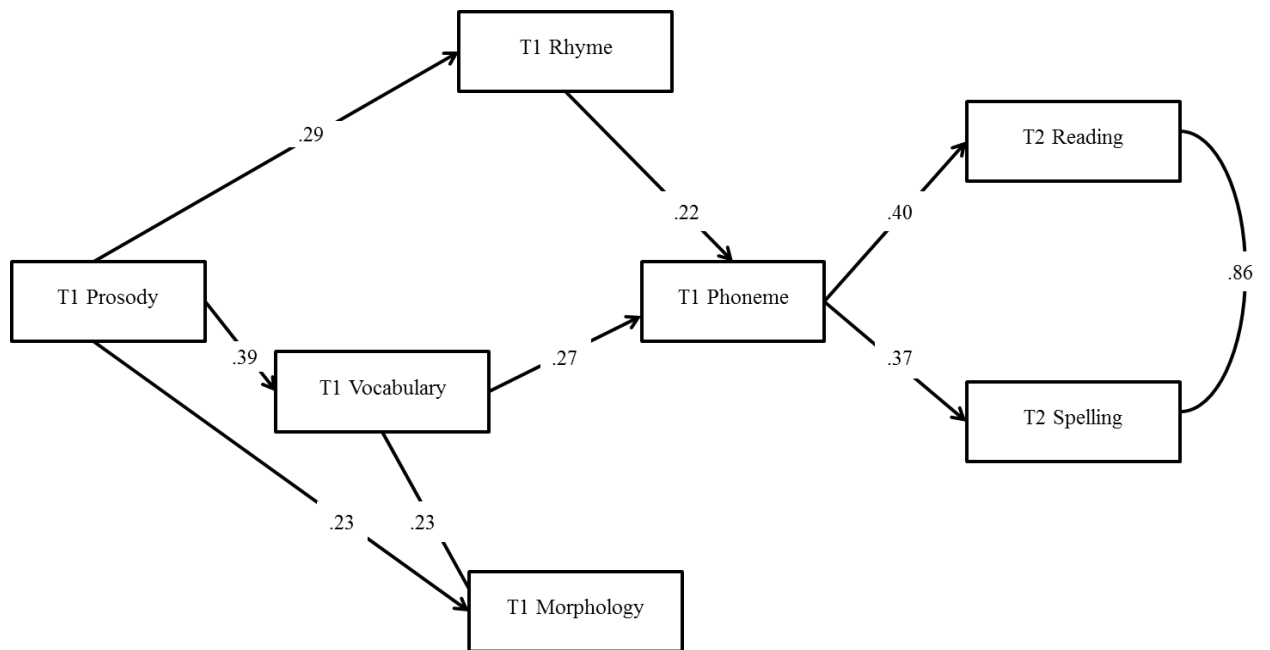 T1 Rhyme
.29
T2 Reading
.22
.40
T1 Prosody
T1 Phoneme
.86
.39
T1 Vocabulary
.27
.37
T2 Spelling
.23
.23
T1 Morphology